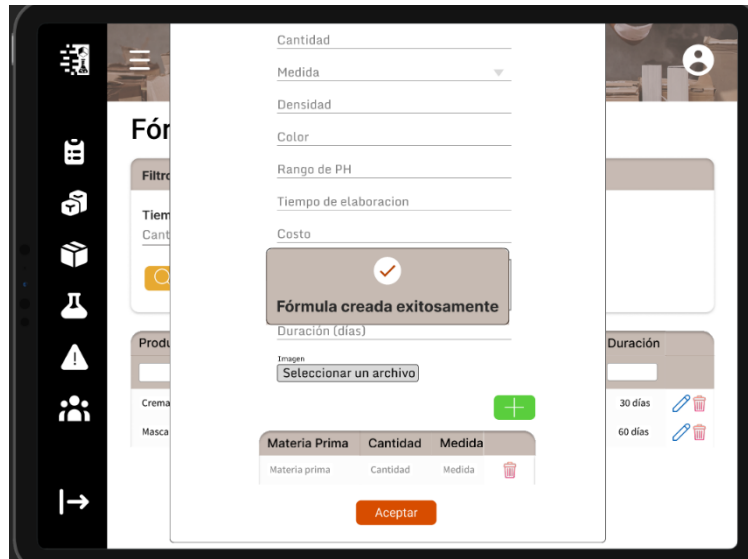 Cantidad
Medida
Densidad
Color
Rango de PH
Tiempo de elaboracion
Costo
Fórmula creada exitosamente
Duración (días)
Imagen
Seleccionar un archivo
Materia Prima Cantidad Medida
Materia prima Cantidad Medida
Aceptar
Fór
Filtro
Tiem
Cant
Produ
Duración
Crema
30 días
Masca
60 días